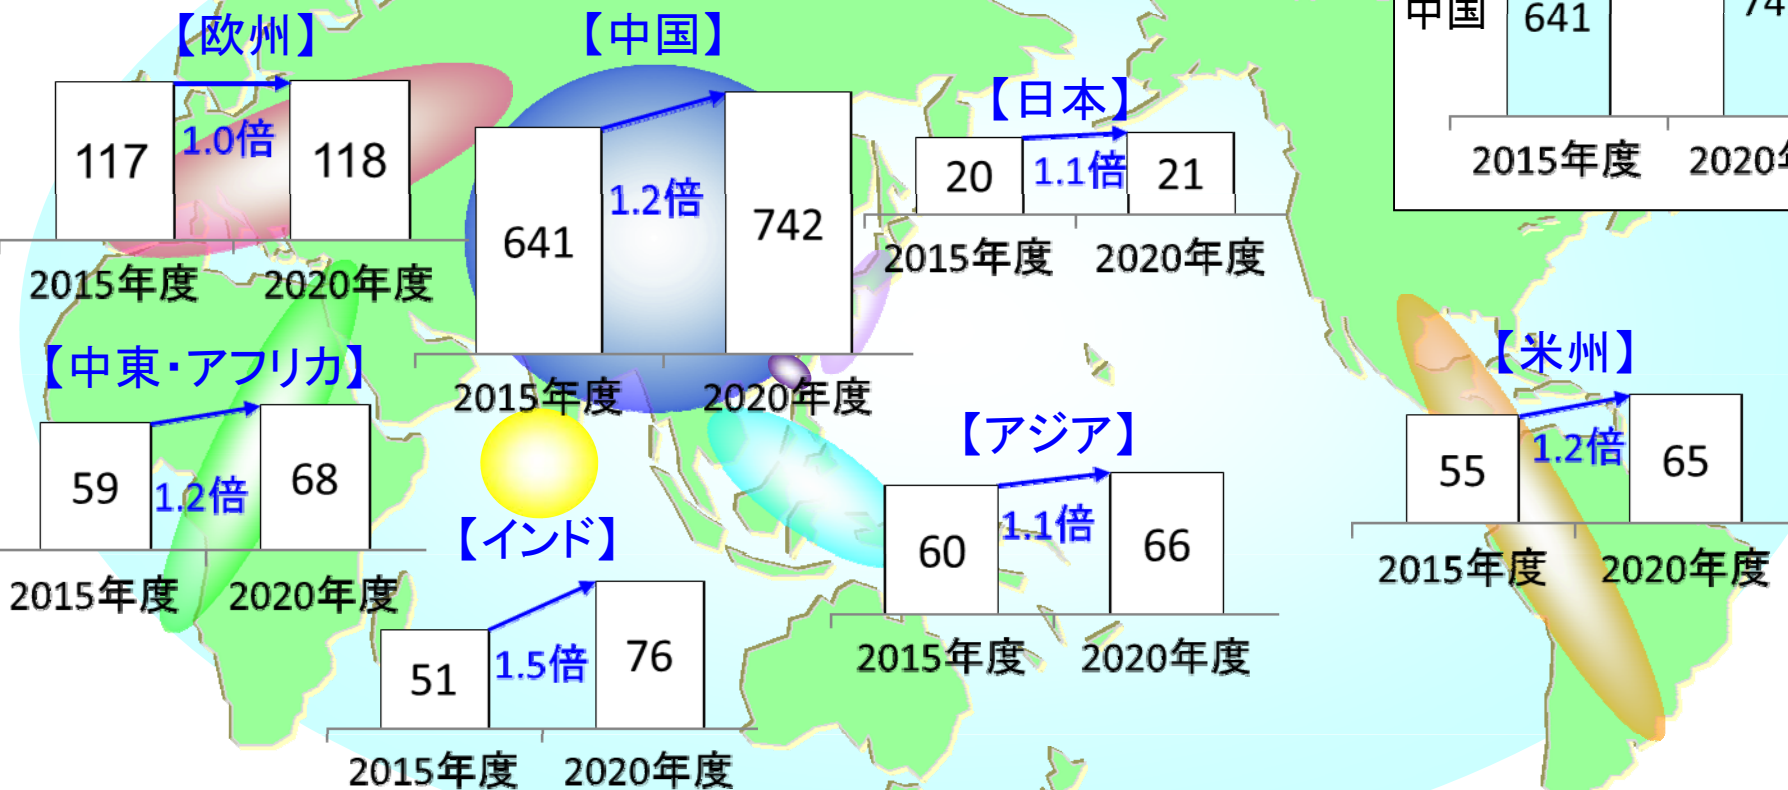 【欧州】
117
1.0倍
118
2015年度
2020年度
【中国】
641
1.2倍
742
2015年度
2020年度
【日本】
20
1.1倍
21
2015年度
2020年度
中国
641
74
2015年度
2020
【中東・アフリカ】
59
1.2倍
68
2015年度
2020年度
【インド】
51
1.5倍
76
2015年度
2020年度
【アジア】
60
1.1倍
66
2015年度
2020年度
【米州】
55
1.2倍
65
2015年度
2020年度